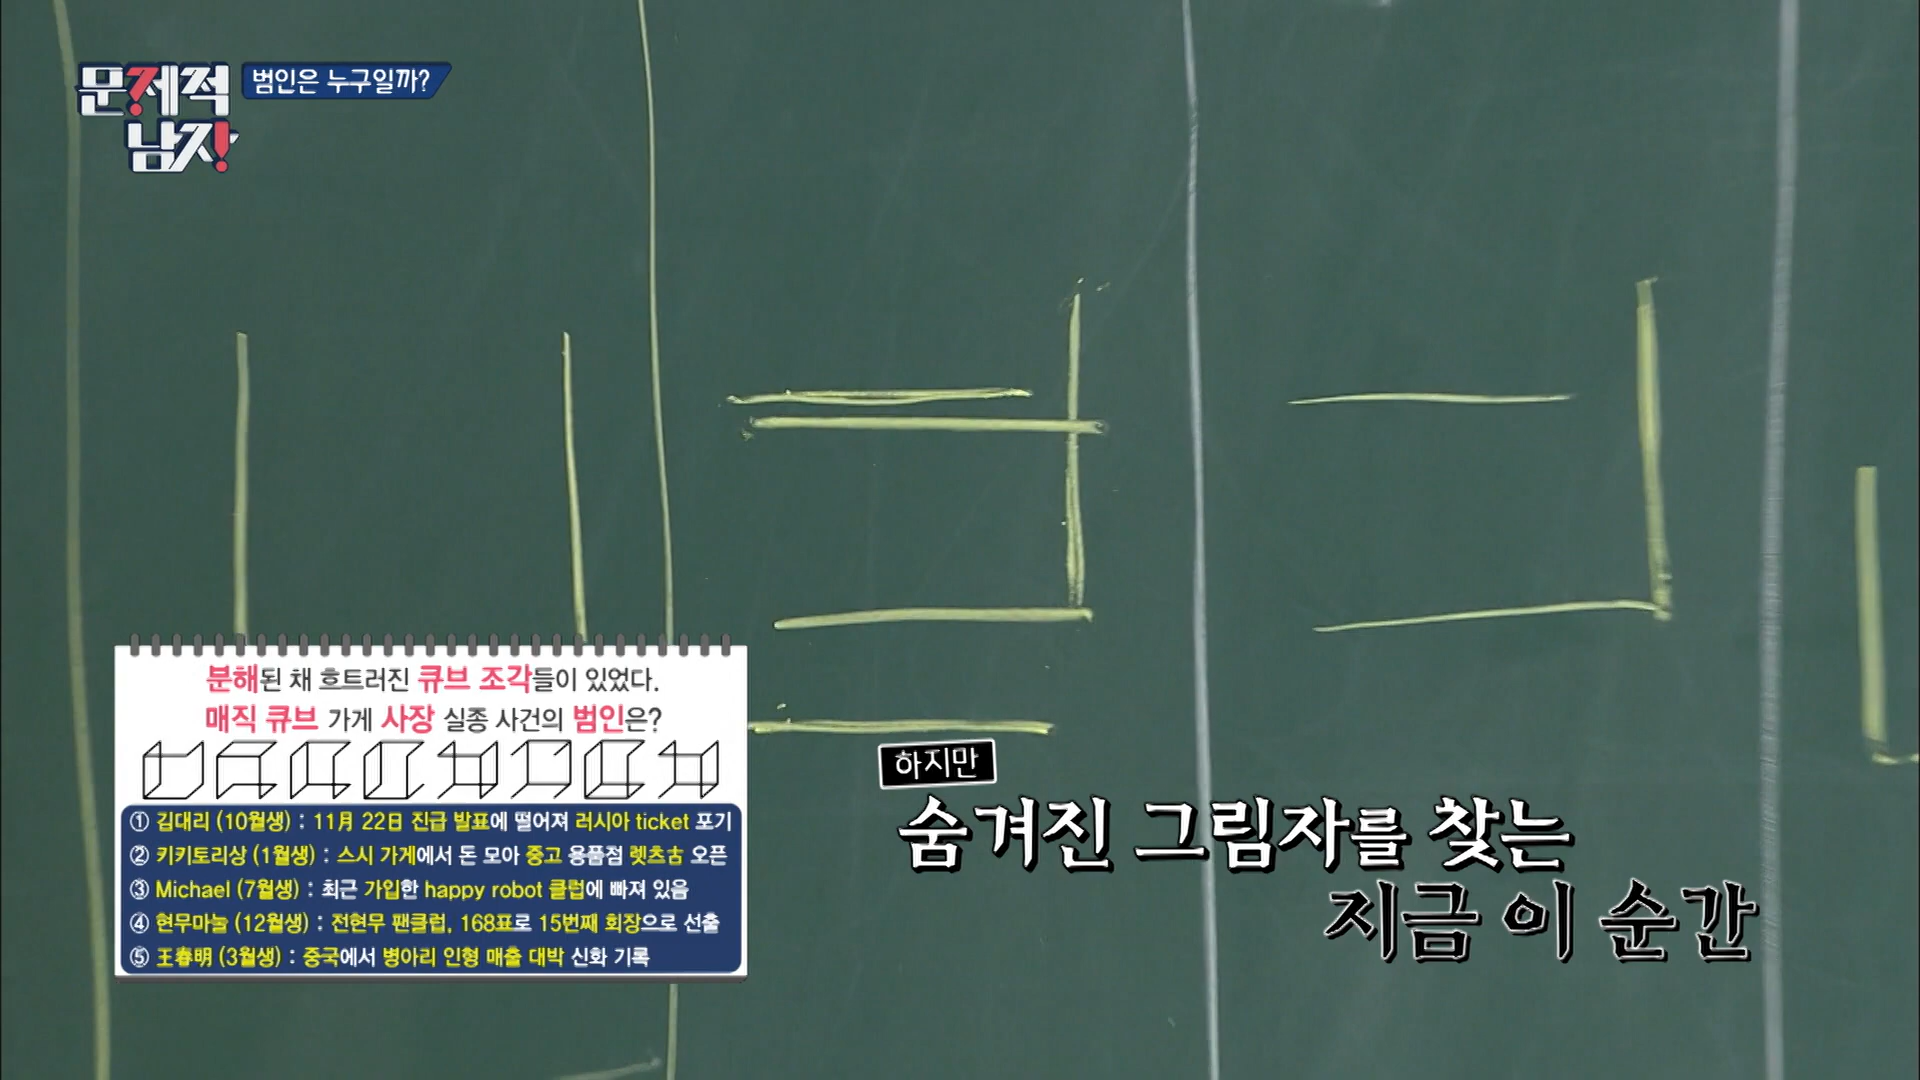 문제적
남자
범인은 누구일까?
분해된 채 흐트러진 큐브 조각들이 있었다.
매직 큐브 가게 사장 실종 사건의 범인은?
① 김대리 (10월생) : 11月 22日 진급 발표에 떨어져 러시아 ticket 포기
② 키키토리상 (1월생) : 스시 가게에서 돈 모아 중고 용품점 렛츠古 오픈
③ Michael (7월생) : 최근 가입한 happy robot 클럽에 빠져 있음
④ 현무마눌 (12월생) : 전현무 팬클럽, 168표로 15번째 회장으로 선출
⑤ 王春明 (3월생) : 중국에서 병아리 인형 매출 대박 신화 기록
하지만
숨겨진 그림자를 찾는
지금 이 순간